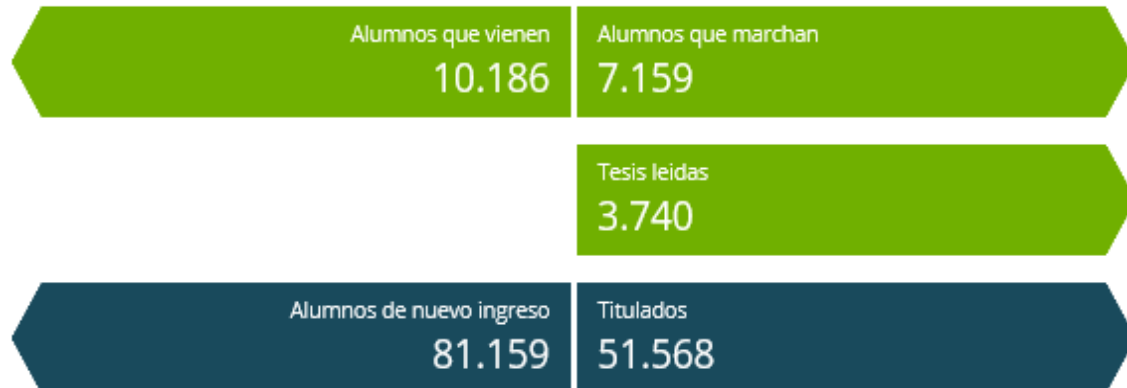 Alumnos que vienen
10.186
Alumnos que marchan
7.159
Tesis leidas
3.740
Alumnos de nuevo ingreso
81.159
Titulados
51.568